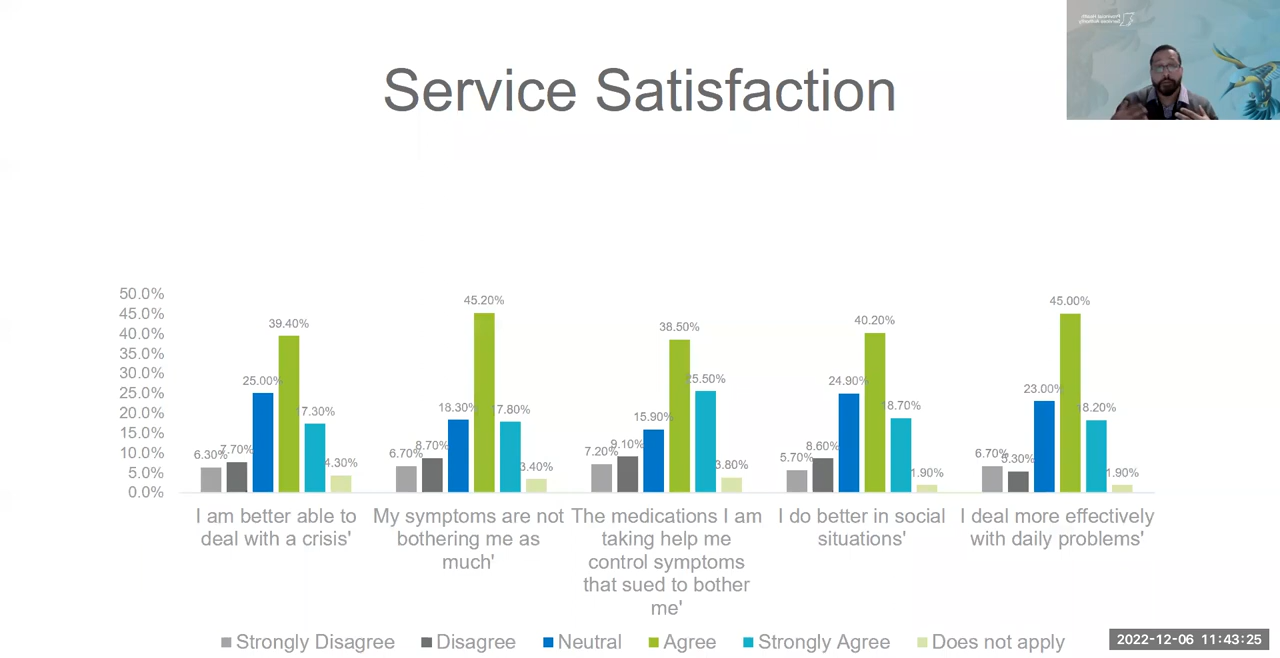 Service Satisfaction
50.0%
45.0%
40.0%
35.0%
30.0%
25.0%
20.0%
15.0%
10.0%
5.0%
0.0%
6.30%
7.70%
25.00%
39.40%
17.30%
4.30%
6.70%
8.70%
18.30%
45.20%
17.80%
3.40%
7.20%
9.10%
15.90%
38.50%
25.50%
3.80%
5.70%
8.60%
24.90%
40.20%
18.70%
1.90%
6.70%
5.30%
23.00%
45.00%
18.20%
1.90%
I am better able to
deal with a crisis'
My symptoms are not
bothering me as
much'
The medications I am
taking help me
control symptoms
that sued to bother
me'
I do better in social
situations'
I deal more effectively
with daily problems'
Strongly Disagree
Disagree
Neutral
Agree
Strongly Agree
Does not apply
2022-12-06 11:43:25